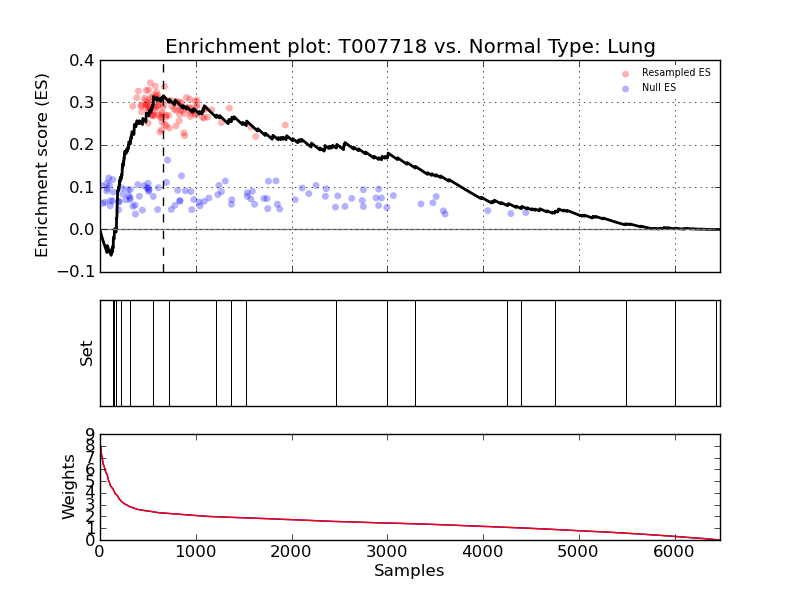 Enrichment plot: T007718 vs. Normal Type: Lung
Enrichment score (ES)
0.4
0.3
0.2
0.1
0.0
−0.1
Resampled ES
Null ES
Set
Weights
9
8
7
6
5
4
3
2
1
0
0 1000 2000 3000 4000 5000 6000
Samples